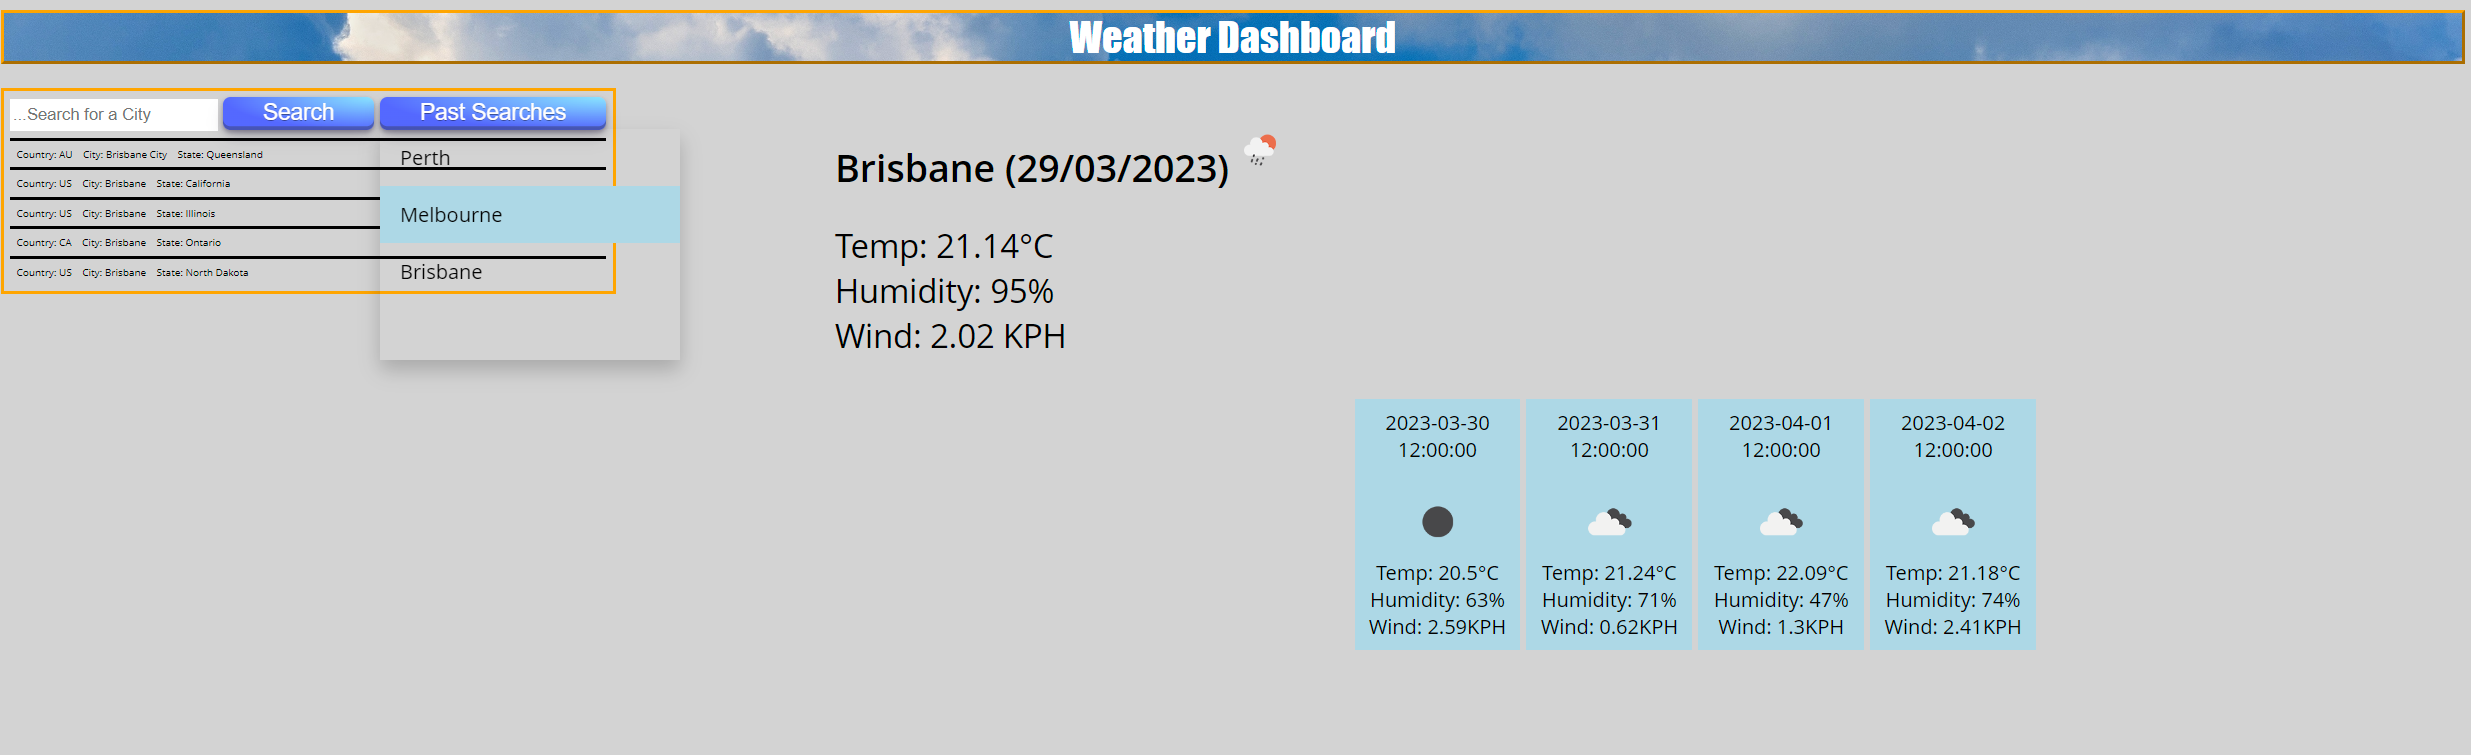 Weather Dashboard
...Search for a City
Search
Past Searches
Country: AU City: Brisbane City State: Queensland
Country: US City: Brisbane State: California
Country: US City: Brisbane State: Illinois
Country: CA City: Brisbane State: Ontario
Country: US City: Brisbane State: North Dakota
Perth
Melbourne
Brisbane
Brisbane (29/03/2023)
Temp: 21.14°C
Humidity: 95%
Wind: 2.02 KPH
2023-03-30
12:00:00
Temp: 20.5°C
Humidity: 63%
Wind: 2.59KPH
2023-03-31
12:00:00
Temp: 21.24°C
Humidity: 71%
Wind: 0.62KPH
2023-04-01
12:00:00
Temp: 22.09°C
Humidity: 47%
Wind: 1.3KPH
2023-04-02
12:00:00
Temp: 21.18°C
Humidity: 74%
Wind: 2.41KPH